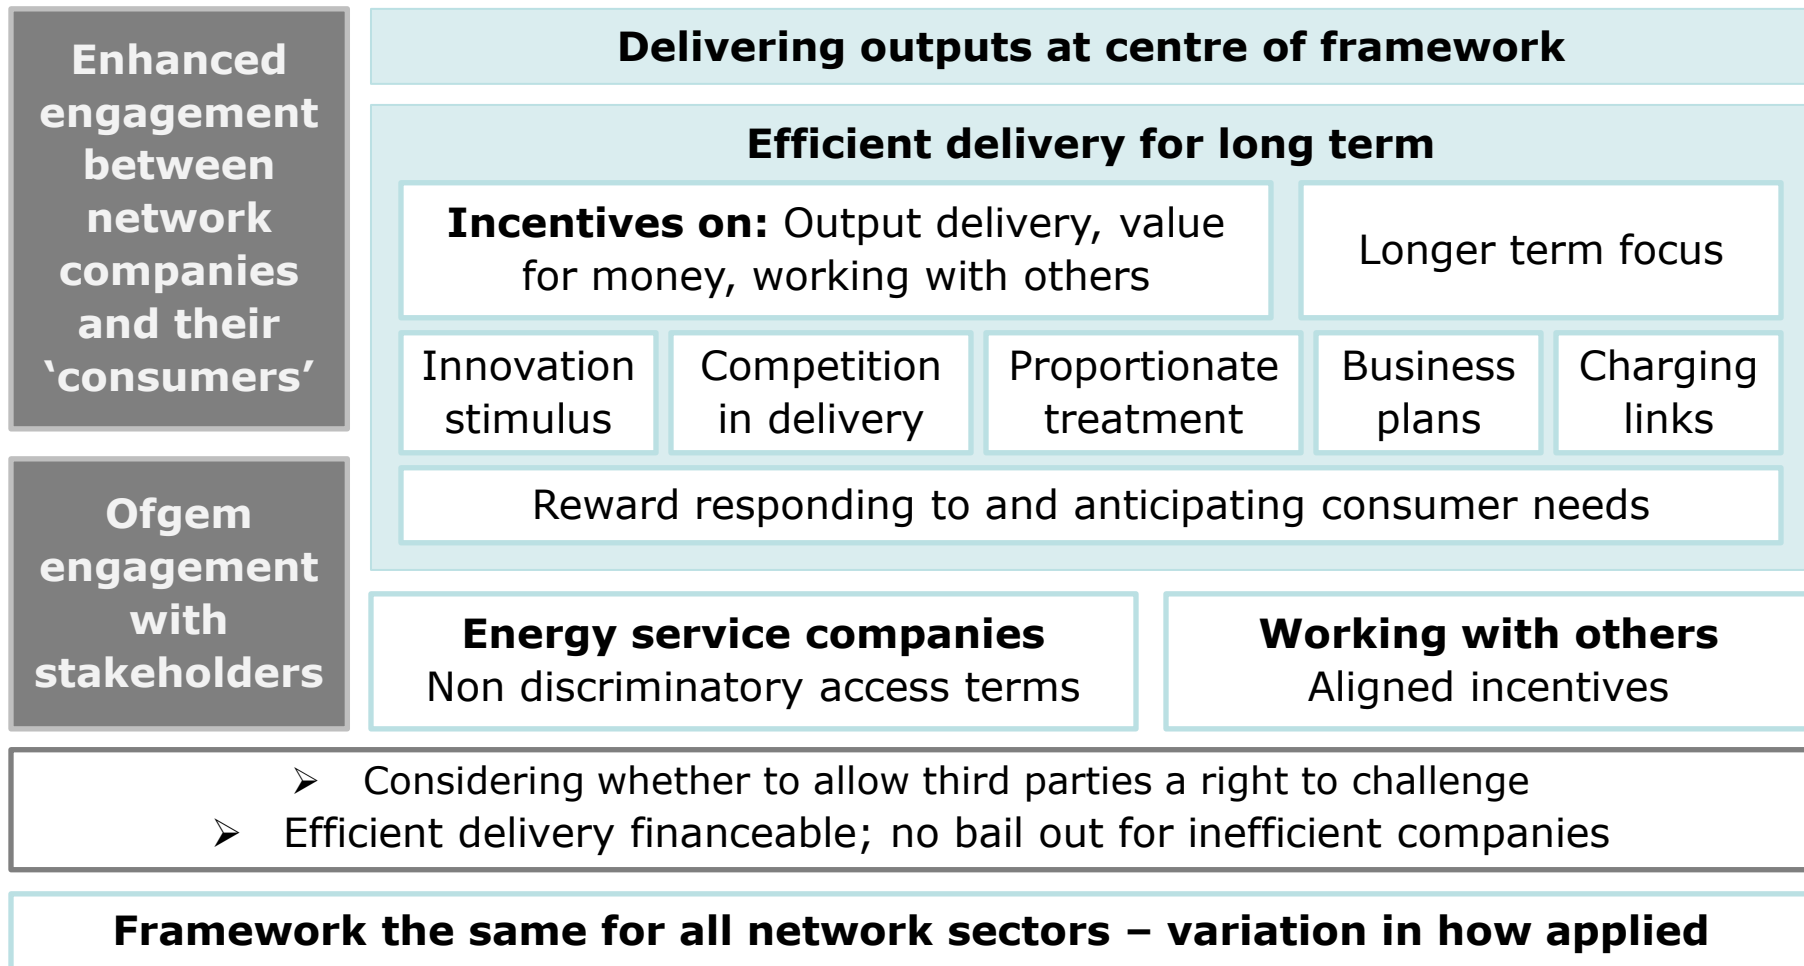 Enhanced
engagement
between
network
companies
and their
‘consumers’
Ofgem
engagement
with
stakeholders
Delivering outputs at centre of framework
Efficient delivery for long term
Incentives on: Output delivery, value
for money, working with others
Longer term focus
Innovation
stimulus
Competition
in delivery
Proportionate
treatment
Business
plans
Charging
links
Reward responding to and anticipating consumer needs
Energy service companies
Non discriminatory access terms
Working with others
Aligned incentives
➢ Considering whether to allow third parties a right to challenge
➢ Efficient delivery financeable; no bail out for inefficient companies
Framework the same for all network sectors – variation in how applied